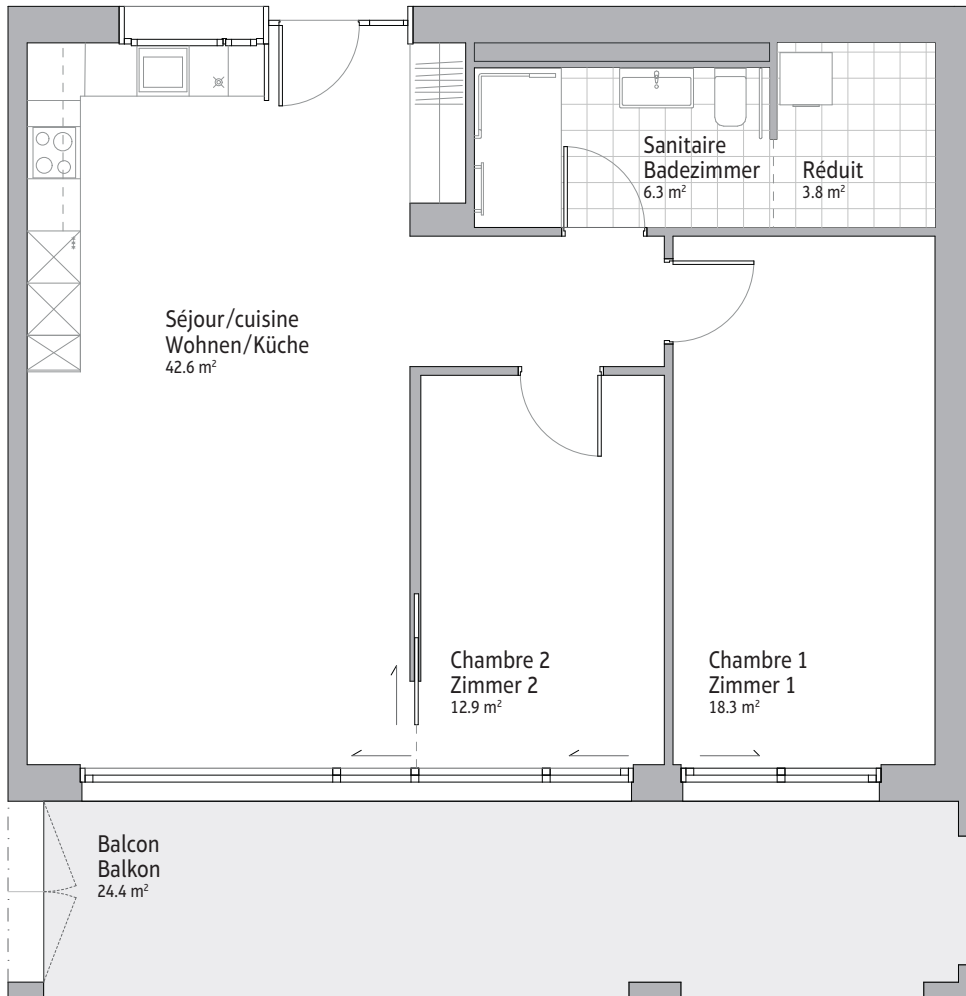 Sanitaire
Badezimmer
6.3 m²
Réduit
3.8 m²
Séjour/cuisine
Wohnen/Küche
42.6 m²
Chambre 2
Zimmer 2
12.9 m²
Chambre 1
Zimmer 1
18.3 m²
Balcon
Balkon
24.4 m²